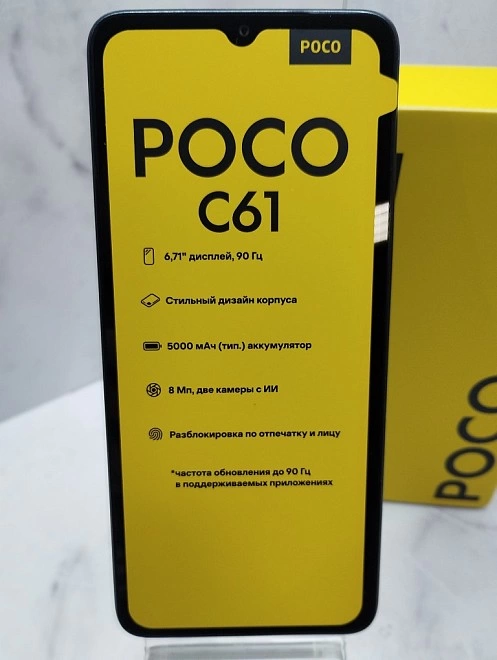 POCO
POCO
C61
6,71" дисплей, 90 Гц
Стильный дизайн корпуса
5000 мАч (тип.) аккумулятор
8 Мп, две камеры с ИИ
Разблокировка по отпечатку и лицу
*частота обновления до 90 Гц
в поддерживаемых приложениях
POCO